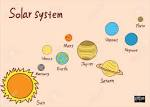 Solar system
Pluto
Uranus
Mars
Neptune
Venus
Earth
Jupiter
Mercury
Saturn
Sun